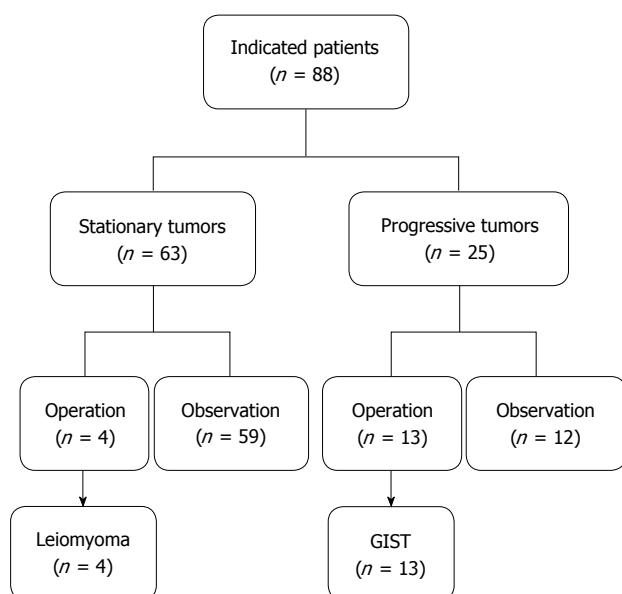 Indicated patients
(n = 88)
Stationary tumors
(n = 63)
Progressive tumors
(n = 25)
Operation
(n = 4)
Observation
(n = 59)
Operation
(n = 13)
Observation
(n = 12)
Leiomyoma
(n = 4)
GIST
(n = 13)